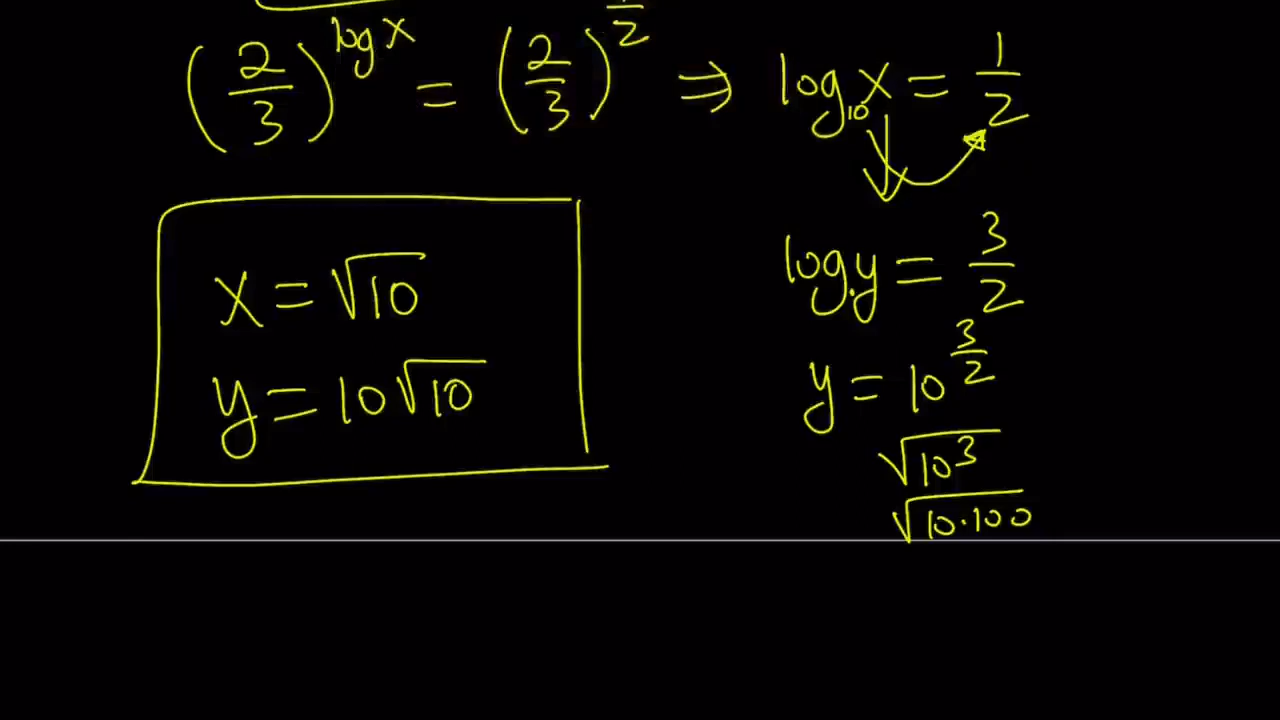 (2/3)^log x = (2/3)^1/2 ⇒ log₁₀x = 1/2
x = √10
y = 10√10
log y = 3/2
y = 10^3/2
√10³
√10·100